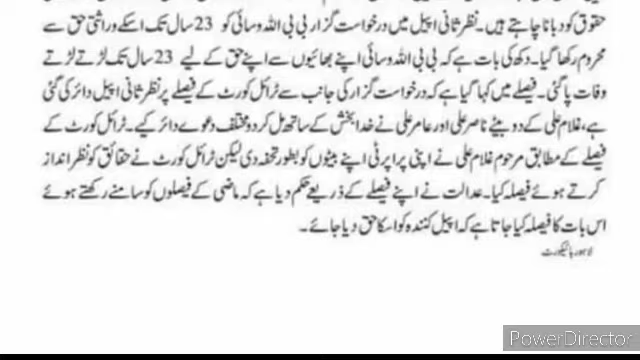 حقوق کو دبانا چاہتے ہیں۔ نظر ثانی اپیل میں درخواست گزار بی بی اللہ وسائی کو 23 سال تک اسکے وراثتی حق سے
محروم رکھا گیا۔ دکھ کی بات ہے کہ بی بی اللہ وسائی اپنے بھائیوں سے اپنے حق کے لیے 23 سال تک لڑتے لڑتے
وفات پا گئی۔ فیصلے میں کہا گیا ہے کہ درخواست گزار کی جانب سے ٹرائل کورٹ کے فیصلے پر نظر ثانی اپیل دائر کی گئی
ہے، غلام علی کے دو بیٹے ناصر علی اور عامر علی نے خدا بخش کے ساتھ مل کر دو مختلف دعوے دائر کیے۔ ٹرائل کورٹ کے
فیصلے کے مطابق مرحوم غلام علی نے اپنی پراپرٹی اپنے بیٹوں کو بطور تحفہ دی لیکن ٹرائل کورٹ نے حقائق کو نظر انداز
کرتے ہوئے فیصلہ کیا۔ عدالت نے اپنے فیصلے کے ذریعے حکم دیا ہے کہ ماضی کے فیصلوں کو سامنے رکھتے ہوئے
اس بات کا فیصلہ کیا جاتا ہے کہ اپیل کنندہ کو اسکا حق دیا جائے۔
لاہور ہائیکورٹ
PowerDirector